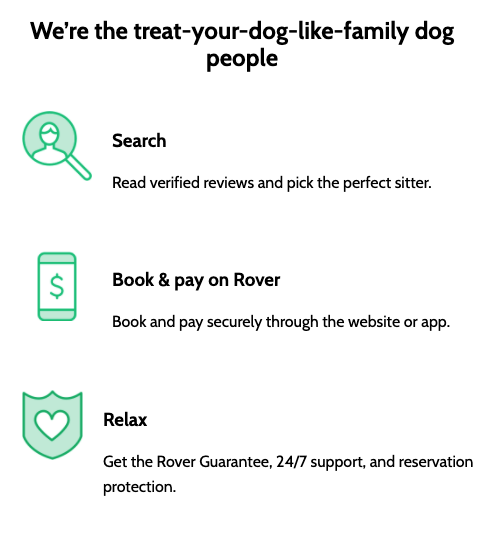 We’re the treat-your-dog-like-family dog
people
Search
Read verified reviews and pick the perfect sitter.
$
Book & pay on Rover
Book and pay securely through the website or app.
Relax
Get the Rover Guarantee, 24/7 support, and reservation
protection.